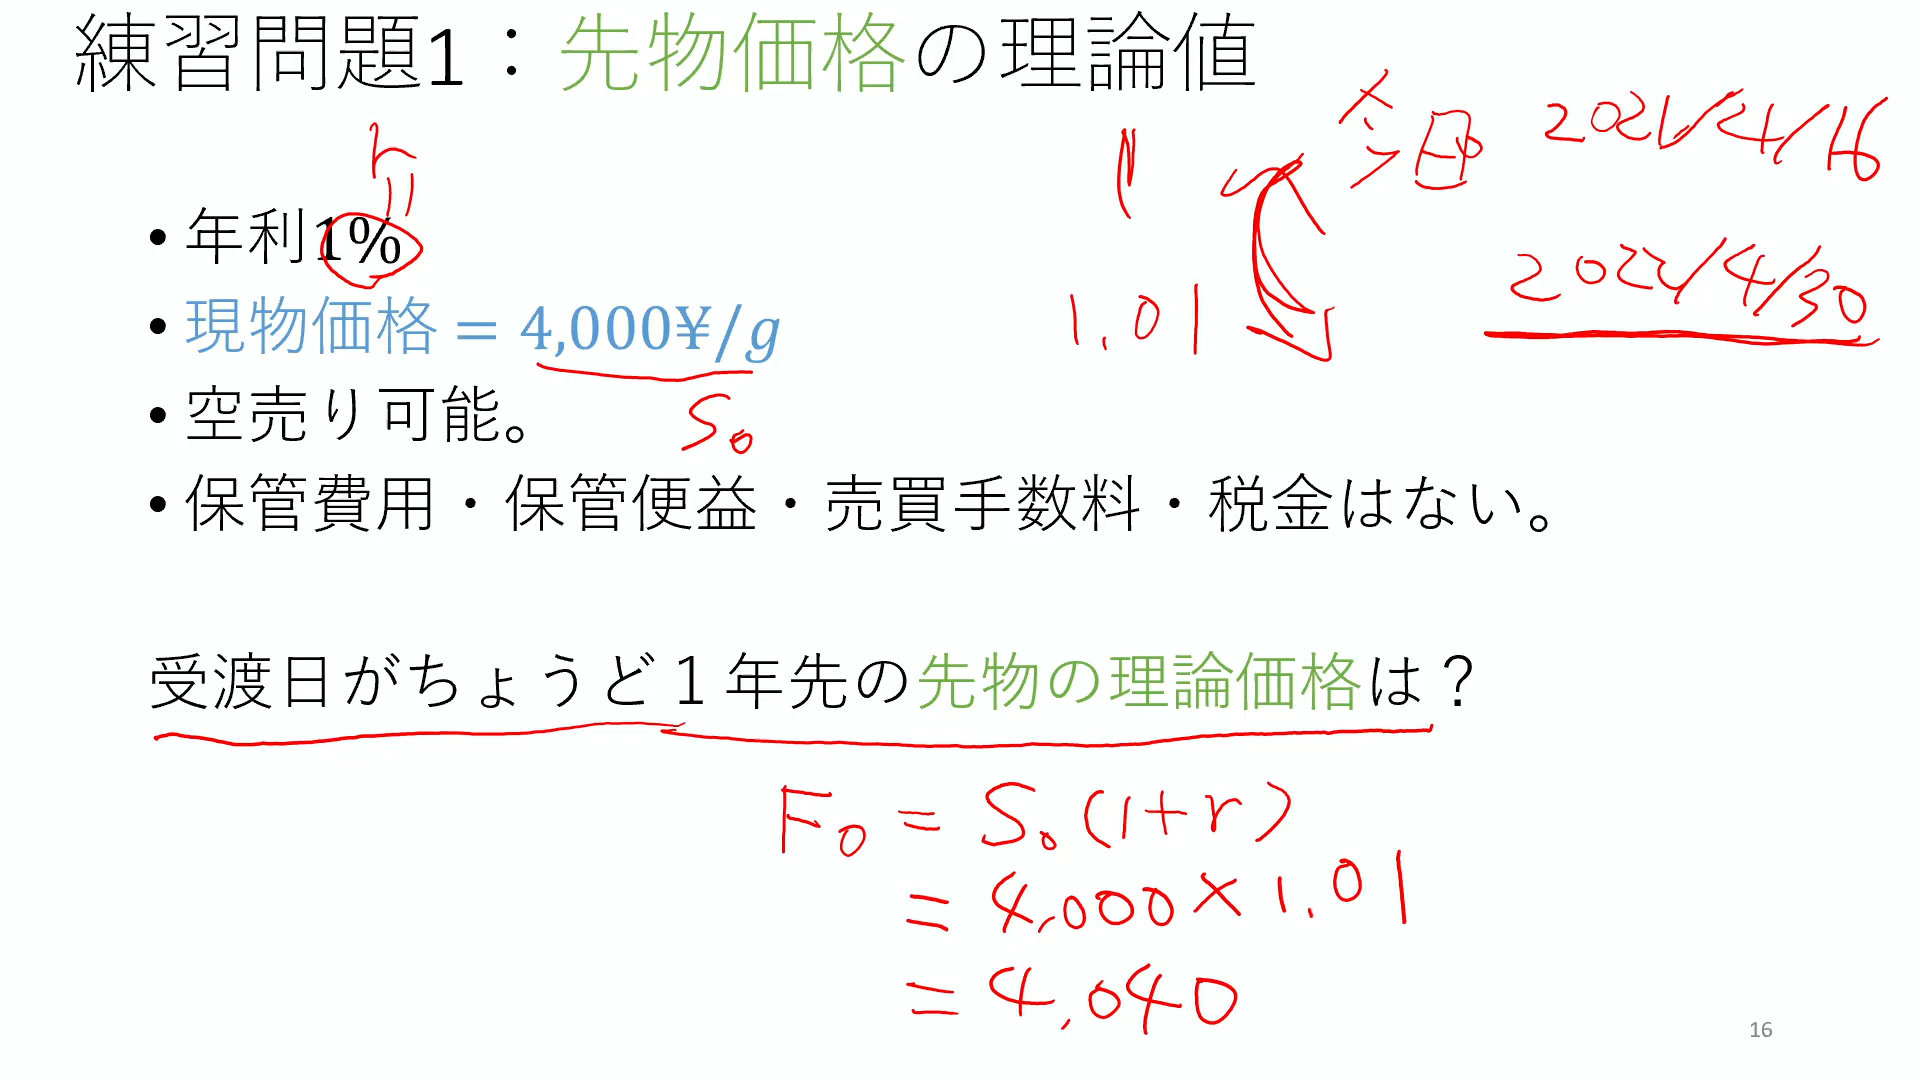 練習問題1：先物価格の理論値
今日 2021/4/16
r
=
• 年利1%
2022/4/30
1.01
• 現物価格 = 4,000¥/g
S₀
• 空売り可能。
• 保管費用・保管便益・売買手数料・税金はない。
受渡日がちょうど１年先の先物の理論価格は？
F₀ = S₀(1+r)
= 4,000×1.01
= 4,040
16